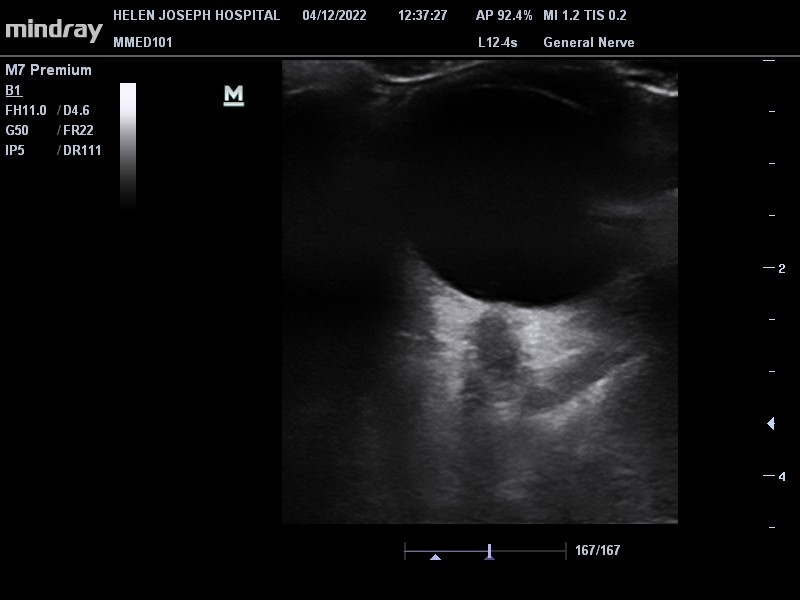 mindray
HELEN JOSEPH HOSPITAL 04/12/2022 12:37:27 AP 92.4% MI 1.2 TIS 0.2
MMED101 L12-4s General Nerve
M7 Premium
B1
FH11.0 / D4.6
G50 / FR22
IP5 / DR111
M
2
4
167/167